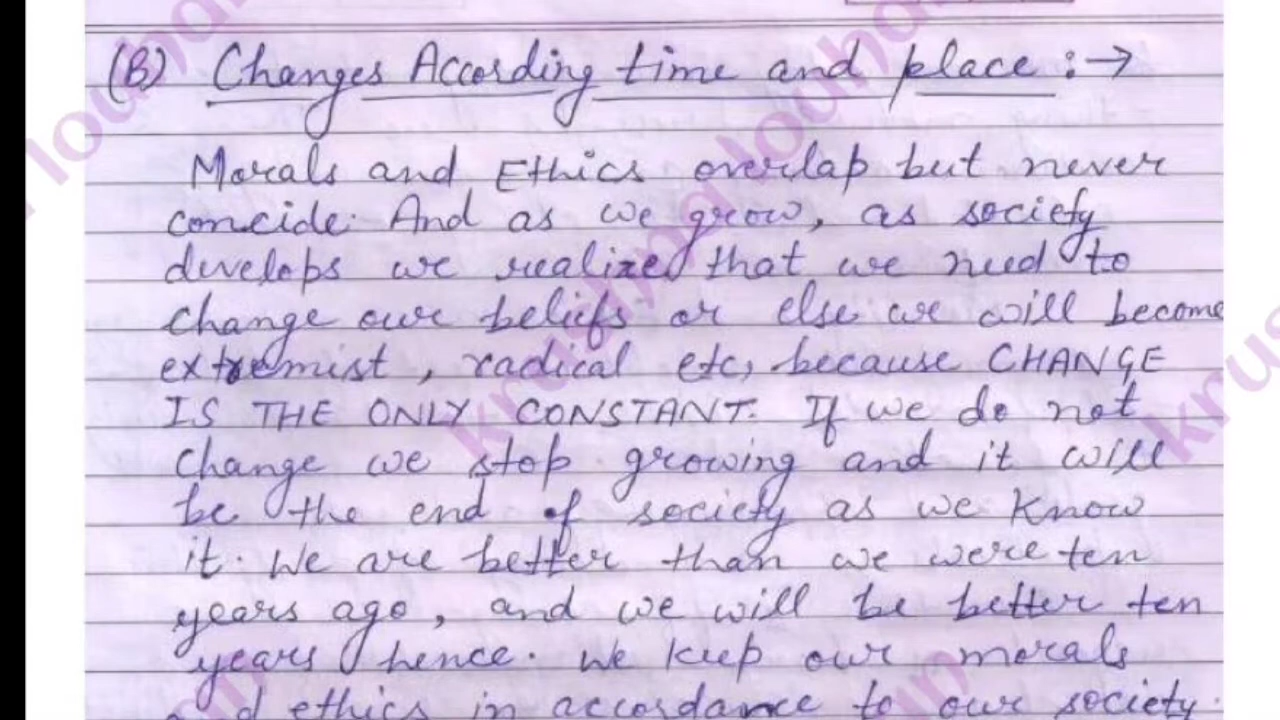 (B) Changes According time and place :→
Morals and Ethics overlap but never
concide. And as we grow, as society
develops we realize that we need to
change our beliefs or else we will become
extremist, radical etc, because CHANGE
IS THE ONLY CONSTANT. If we do not
change we stop growing and it will
be the end of society as we know
it. We are better than we were ten
years ago, and we will be better ten
years hence. We keep our morals
and ethics in accordance to our society.